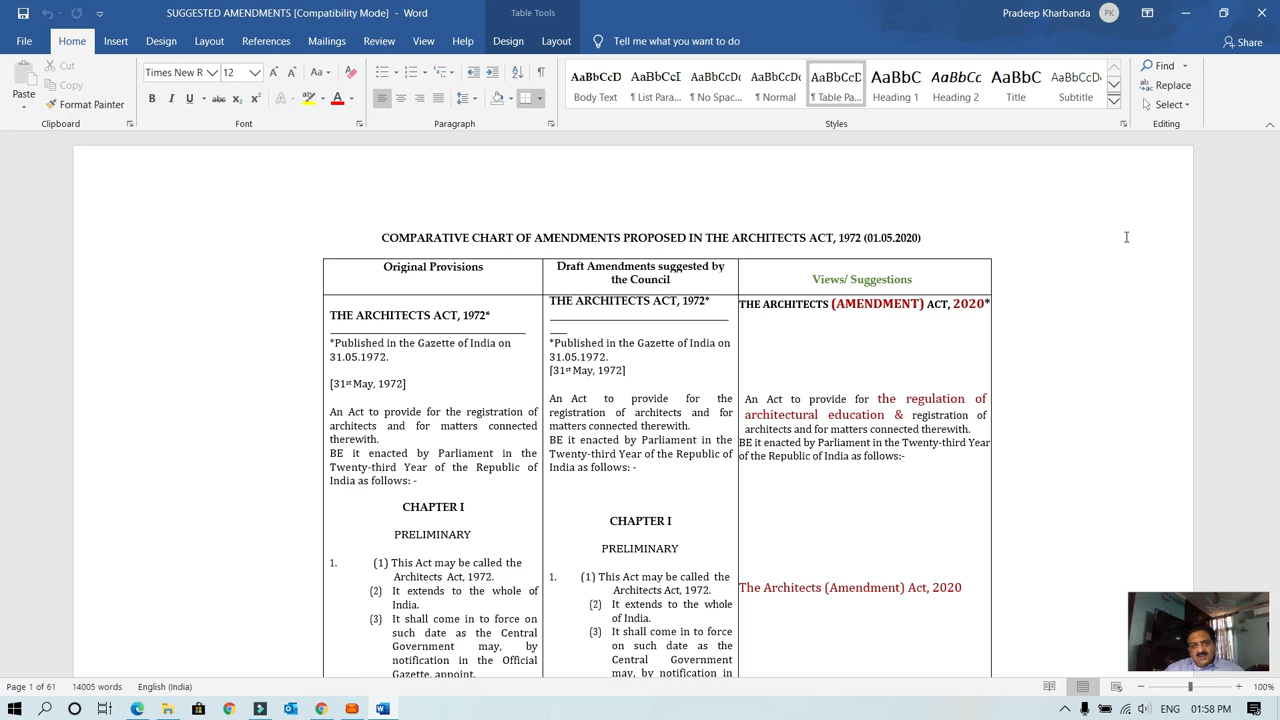 SUGGESTED AMENDMENTS [Compatibility Mode] - Word
Table Tools
Pradeep Kharbanda
PK
File
Home
Insert
Design
Layout
References
Mailings
Review
View
Help
Design
Layout
Tell me what you want to do
Share
Paste
Cut
Copy
Format Painter
Clipboard
Times New R
12
Font
Paragraph
AaBbCcD
Body Text
AaBbCcDc
¶ List Para...
AaBbCcDc
¶ No Spac...
AaBbCcDc
¶ Normal
AaBbCcD
¶ Table Pa...
AaBbC
Heading 1
AaBbCc
Heading 2
AaBbC
Title
AaBbCcD
Subtitle
Styles
Find
Replace
Select
Editing
COMPARATIVE CHART OF AMENDMENTS PROPOSED IN THE ARCHITECTS ACT, 1972 (01.05.2020)
Original Provisions
THE ARCHITECTS ACT, 1972*
*Published in the Gazette of India on
31.05.1972.
[31st May, 1972]
An Act to provide for the registration of
architects and for matters connected
therewith.
BE it enacted by Parliament in the
Twenty-third Year of the Republic of
India as follows: -
CHAPTER I
PRELIMINARY
1. (1) This Act may be called the
Architects Act, 1972.
(2) It extends to the whole of
India.
(3) It shall come in to force on
such date as the Central
Government may, by
notification in the Official
Gazette, appoint.
Draft Amendments suggested by
the Council
THE ARCHITECTS ACT, 1972*
*Published in the Gazette of India on
31.05.1972.
[31st May, 1972]
An Act to provide for the
registration of architects and for
matters connected therewith.
BE it enacted by Parliament in the
Twenty-third Year of the Republic of
India as follows: -
CHAPTER I
PRELIMINARY
1. (1) This Act may be called the
Architects Act, 1972.
(2) It extends to the whole
of India.
(3) It shall come in to force
on such date as the
Central Government
may, by notification in
Views/ Suggestions
THE ARCHITECTS (AMENDMENT) ACT, 2020*
An Act to provide for the regulation of
architectural education & registration of
architects and for matters connected therewith.
BE it enacted by Parliament in the Twenty-third Year
of the Republic of India as follows:-
The Architects (Amendment) Act, 2020
Page 1 of 61
14005 words
English (India)
100%
ENG
01:58 PM